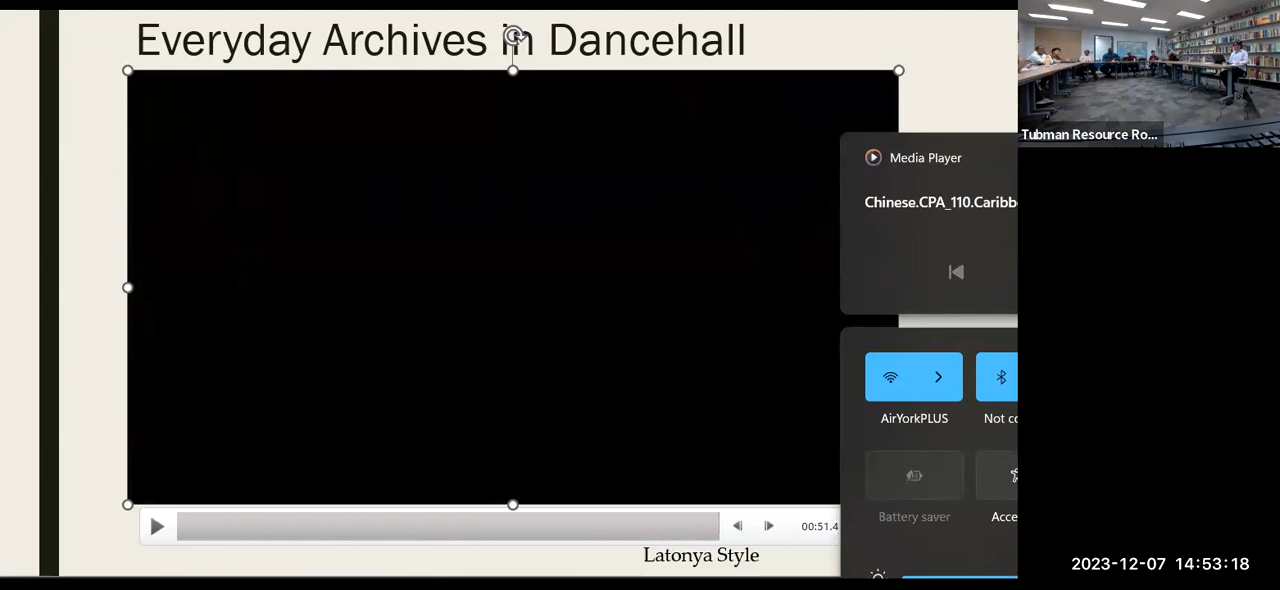 Everyday Archives in Dancehall
Tubman Resource Ro...
Media Player
Chinese.CPA_110.Caribb
AirYorkPLUS
Not co
Battery saver
Acce
00:51.4
Latonya Style
2023-12-07 14:53:18